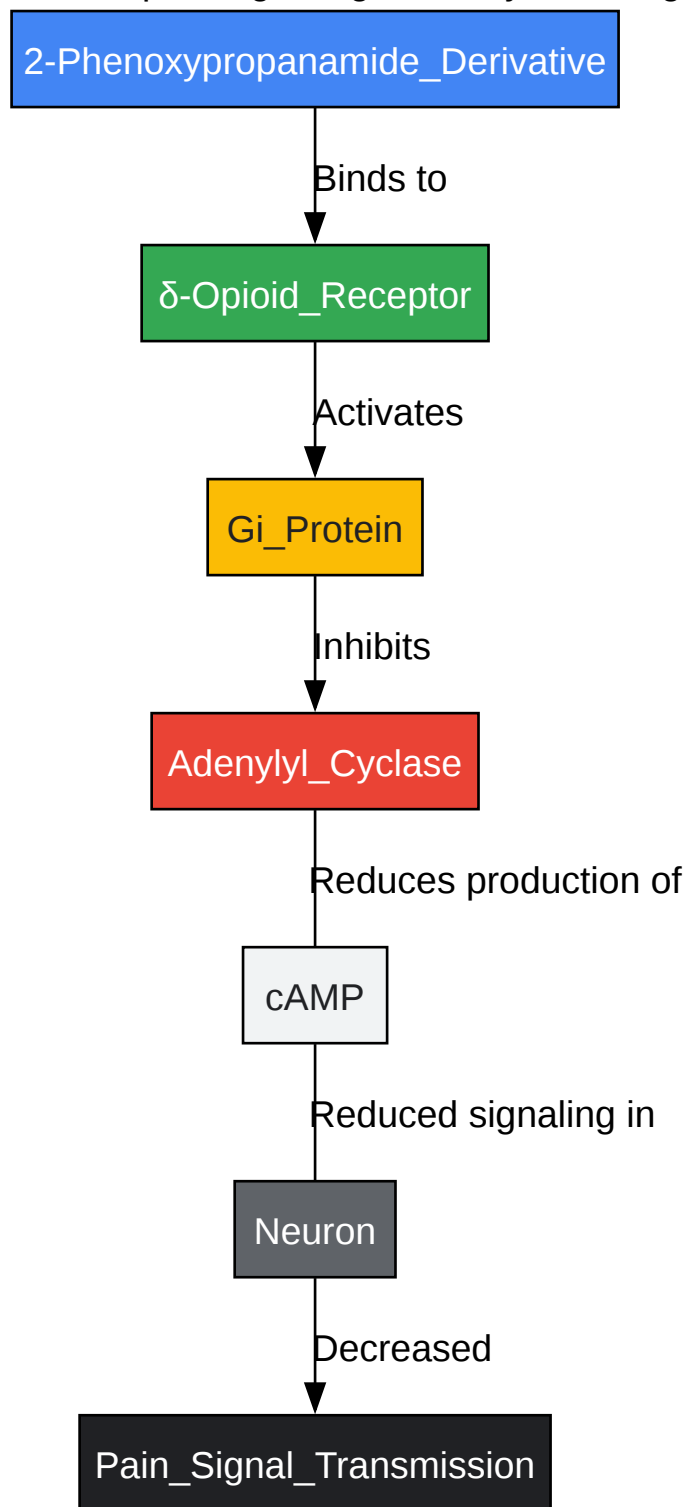 2-Phenoxypropanamide_Derivative
Binds to
δ-Opioid_Receptor
Activates
Gi_Protein
Inhibits
Adenylyl_Cyclase
Reduces production of
cAMP
Reduced signaling in
Neuron
Decreased
Pain_Signal_Transmission